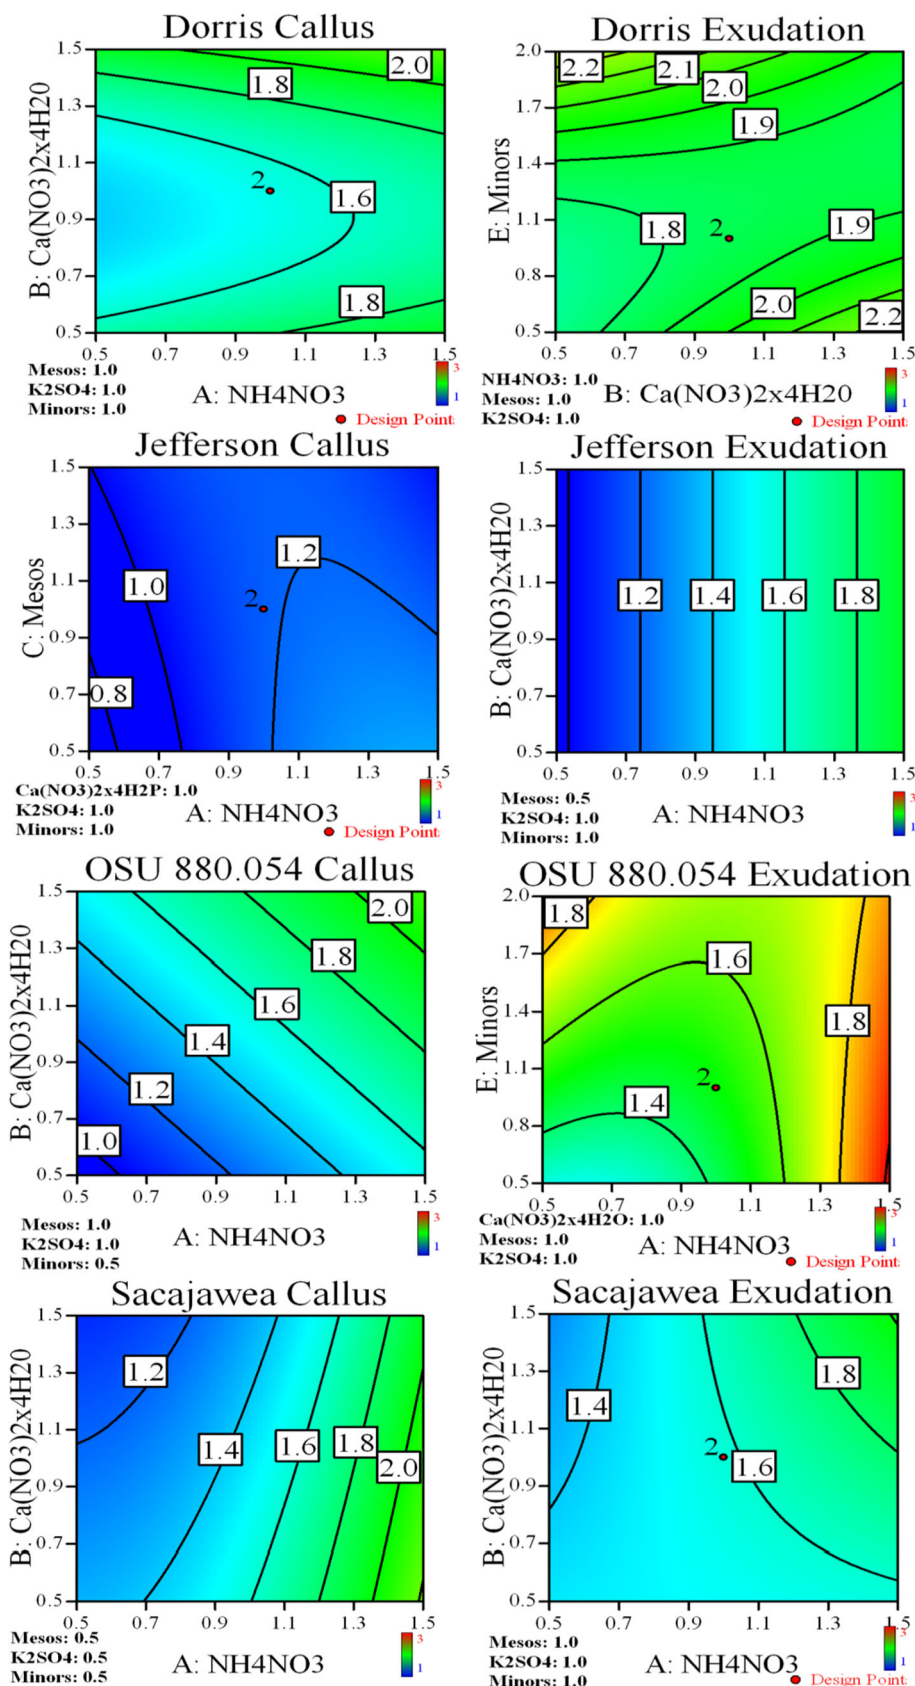 Dorris Callus
B: Ca(NO3)2x4H20
1.5
1.3
1.1
0.9
0.7
0.5
2.0
1.8
2
1.6
1.8
0.5 0.7 0.9 1.1 1.3 1.5
Mesos: 1.0
K2SO4: 1.0
Minors: 1.0
A: NH4NO3
3
1
Design Point
Dorris Exudation
E: Minors
2.0
1.7
1.4
1.1
0.8
0.5
2.2
2.1
2.0
1.9
1.8
2
1.9
2.0
2.2
0.5 0.7 0.9 1.1 1.3 1.5
NH4NO3: 1.0
Mesos: 1.0
K2SO4: 1.0
B: Ca(NO3)2x4H20
3
1
Design Point
Jefferson Callus
C: Mesos
1.5
1.3
1.1
0.9
0.7
0.5
1.2
1.0
2
0.8
0.5 0.7 0.9 1.1 1.3 1.5
Ca(NO3)2x4H2P: 1.0
K2SO4: 1.0
Minors: 1.0
A: NH4NO3
3
1
Design Point
Jefferson Exudation
B: Ca(NO3)2x4H20
1.5
1.3
1.1
0.9
0.7
0.5
1.2 1.4 1.6 1.8
0.5 0.7 0.9 1.1 1.3 1.5
Mesos: 0.5
K2SO4: 1.0
Minors: 1.0
A: NH4NO3
3
1
OSU 880.054 Callus
B: Ca(NO3)2x4H20
1.5
1.3
1.1
0.9
0.7
0.5
2.0
1.8
1.6
1.4
1.2
1.0
0.5 0.7 0.9 1.1 1.3 1.5
Mesos: 1.0
K2SO4: 1.0
Minors: 0.5
A: NH4NO3
3
1
OSU 880.054 Exudation
E: Minors
2.0
1.7
1.4
1.1
0.8
0.5
1.8
1.6
1.8
2
1.4
0.5 0.7 0.9 1.1 1.3 1.5
Ca(NO3)2x4H2O: 1.0
Mesos: 1.0
K2SO4: 1.0
A: NH4NO3
3
1
Design Point
Sacajawea Callus
B: Ca(NO3)2x4H20
1.5
1.3
1.1
0.9
0.7
0.5
1.2
1.4 1.6 1.8
2.0
0.5 0.7 0.9 1.1 1.3 1.5
Mesos: 0.5
K2SO4: 0.5
Minors: 0.5
A: NH4NO3
3
1
Sacajawea Exudation
B: Ca(NO3)2x4H20
1.5
1.3
1.1
0.9
0.7
0.5
1.8
1.4
2
1.6
0.5 0.7 0.9 1.1 1.3 1.5
Mesos: 1.0
K2SO4: 1.0
Minors: 1.0
A: NH4NO3
3
1
Design Point